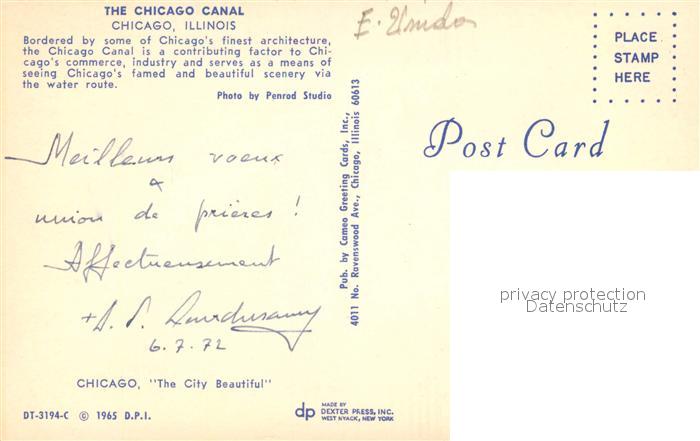 THE CHICAGO CANAL
CHICAGO, ILLINOIS
Bordered by some of Chicago's finest architecture,
the Chicago Canal is a contributing factor to Chi-
cago's commerce, industry and serves as a means of
seeing Chicago's famed and beautiful scenery via
the water route.
Photo by Penrod Studio
E. Unidos
PLACE
STAMP
HERE
Post Card
Meilleurs voeux
&
union de prières !
Affectueusement
+ D. S. Lourdusamy
6.7.72
Pub. by Cameo Greeting Cards, Inc.,
4011 No. Ravenswood Ave., Chicago, Illinois 60613
privacy protection
Datenschutz
CHICAGO, "The City Beautiful"
DT-3194-C © 1965 D.P.I.
dp MADE BY
DEXTER PRESS, INC.
WEST NYACK, NEW YORK